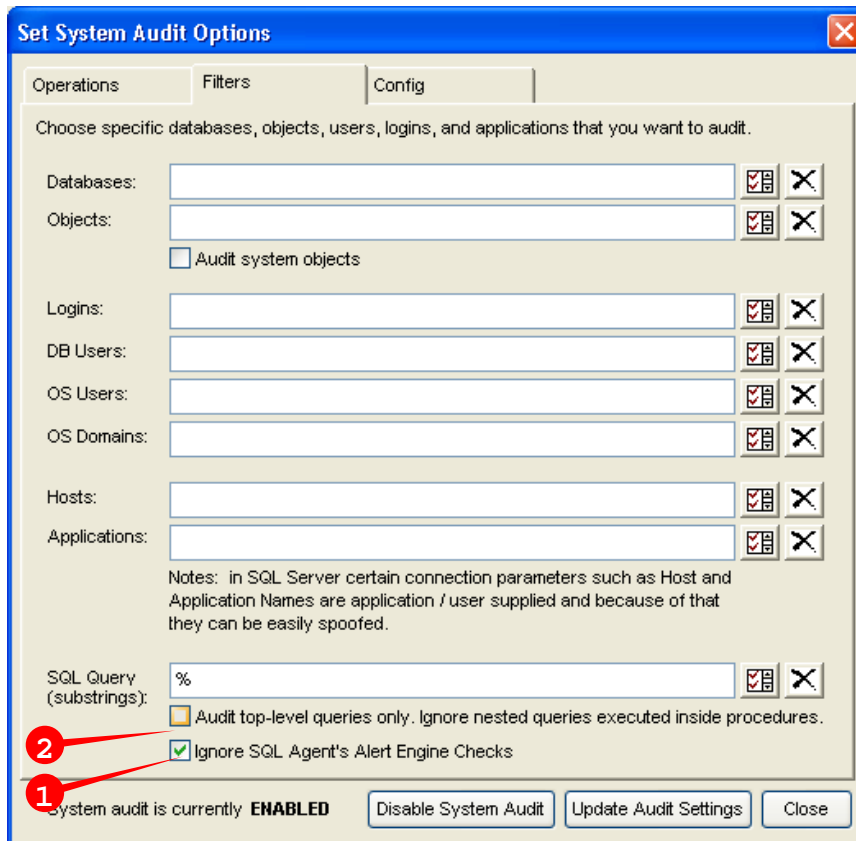 Set System Audit Options
Operations Filters Config
Choose specific databases, objects, users, logins, and applications that you want to audit.
Databases:
Objects:
Audit system objects
Logins:
DB Users:
OS Users:
OS Domains:
Hosts:
Applications:
Notes: in SQL Server certain connection parameters such as Host and
Application Names are application / user supplied and because of that
they can be easily spoofed.
SQL Query %
(substrings):
Audit top-level queries only. Ignore nested queries executed inside procedures.
2
Ignore SQL Agent's Alert Engine Checks
1
System audit is currently ENABLED Disable System Audit Update Audit Settings Close